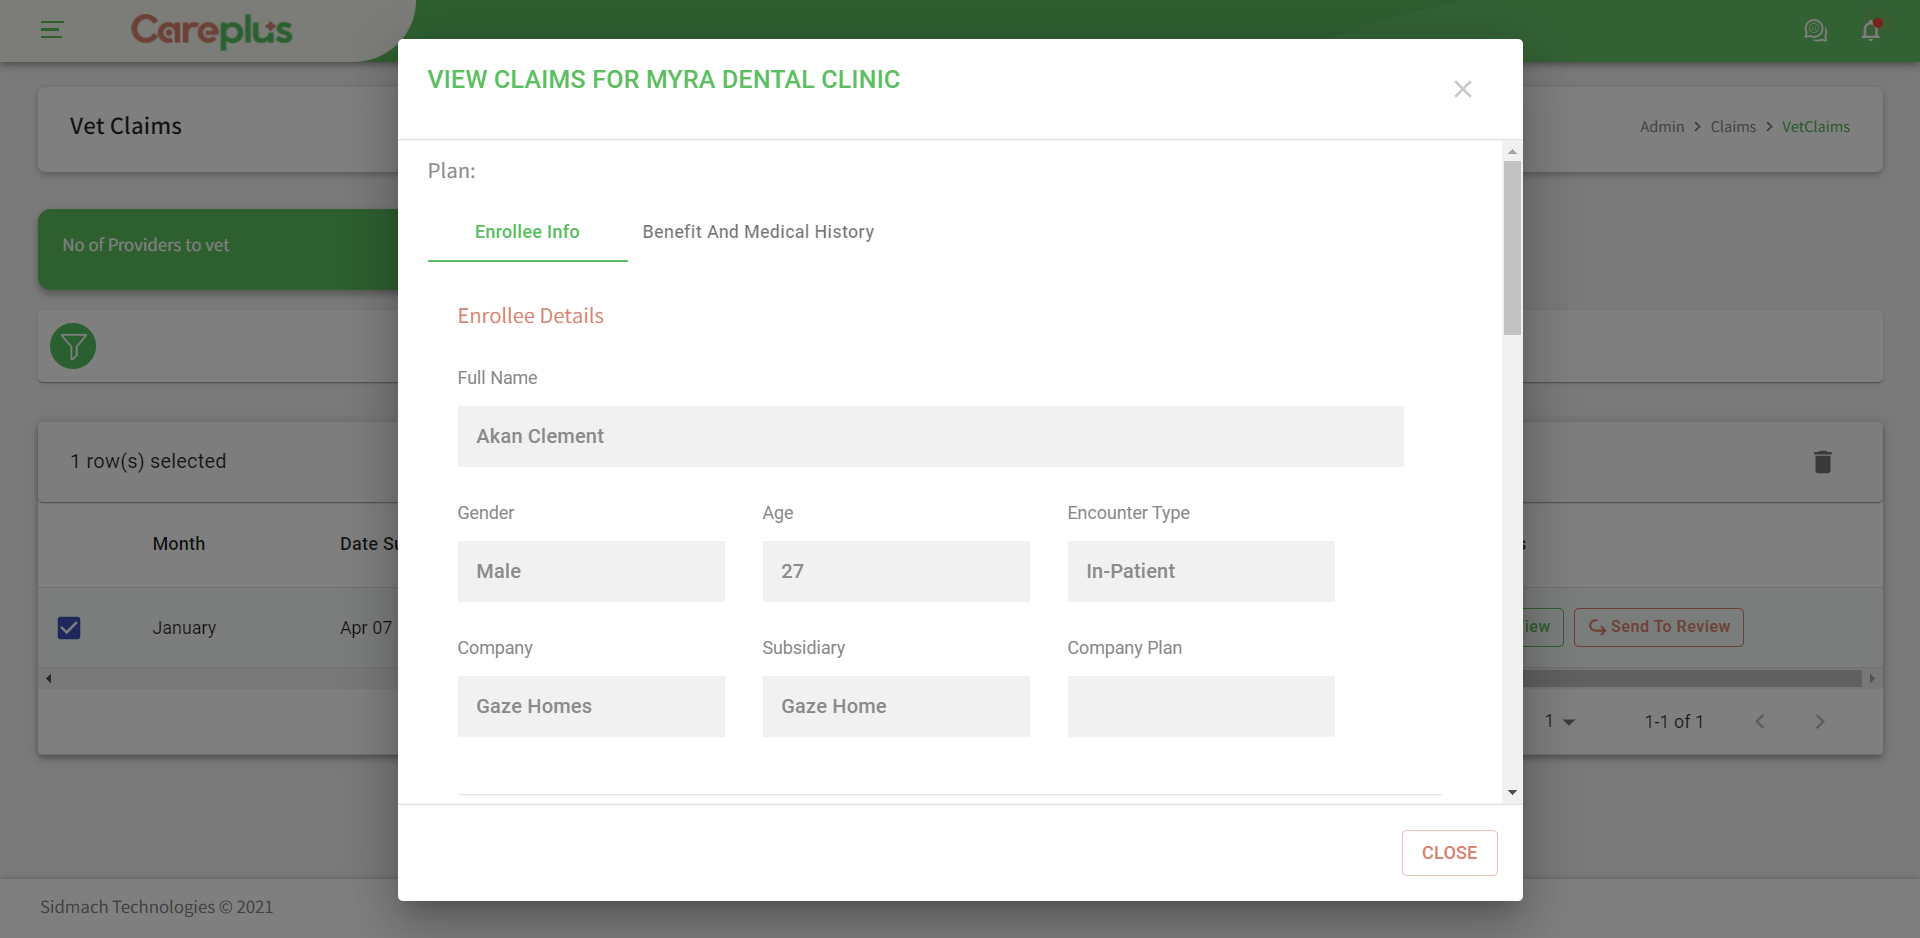 Careplus
VIEW CLAIMS FOR MYRA DENTAL CLINIC
Vet Claims
Admin > Claims > VetClaims
Plan:
No of Providers to vet
Enrollee Info
Benefit And Medical History
Enrollee Details
Full Name
Akan Clement
1 row(s) selected
Gender
Age
Encounter Type
Male
27
In-Patient
Month
Date Su
January
Apr 07
Send To Review
Company
Subsidiary
Company Plan
Gaze Homes
Gaze Home
1
1-1 of 1
CLOSE
Sidmach Technologies © 2021